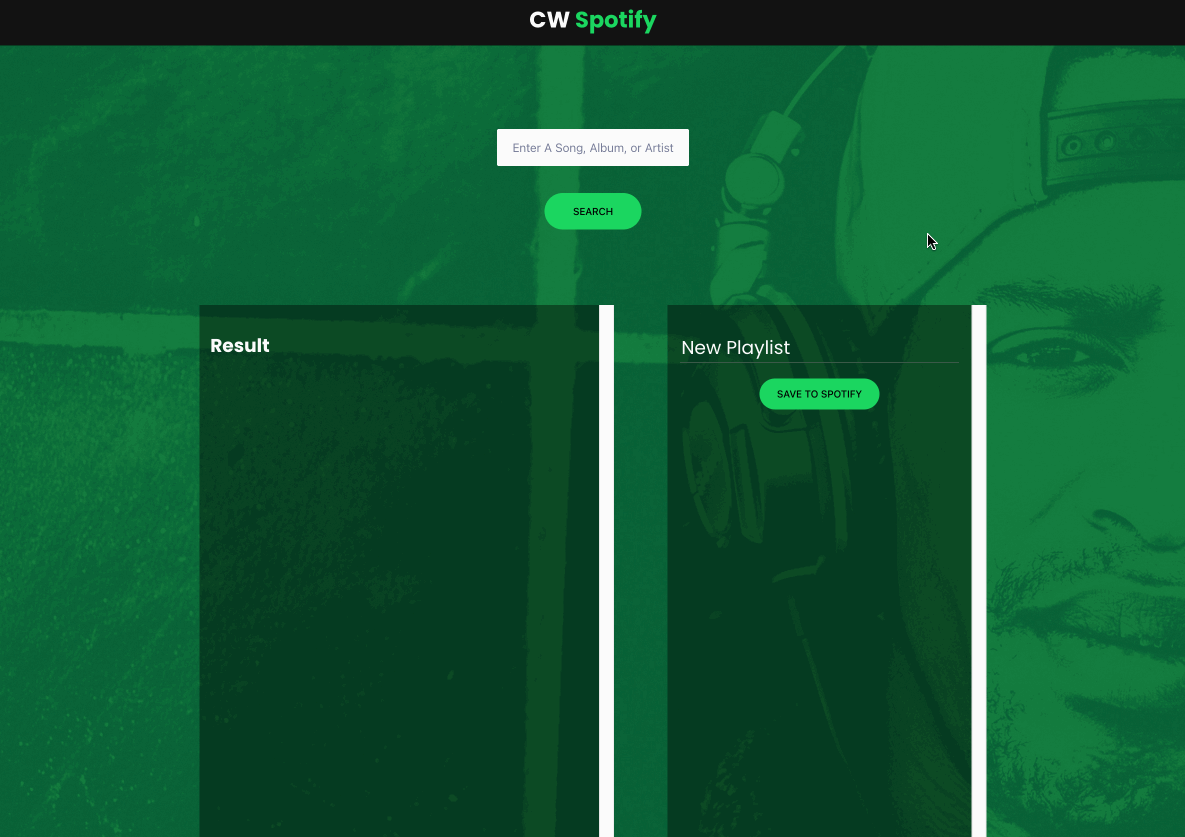 CW Spotify
Enter A Song, Album, or Artist
SEARCH
Result
New Playlist
SAVE TO SPOTIFY